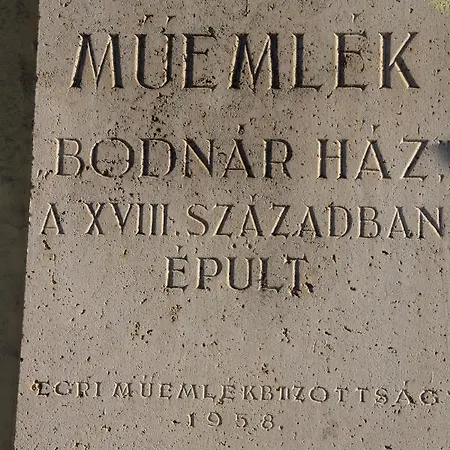 MŰEMLÉK
„BODNÁR HÁZ”
A XVIII. SZÁZADBAN
ÉPÜLT.
EGRI MŰEMLÉKBIZOTTSÁG
1958.